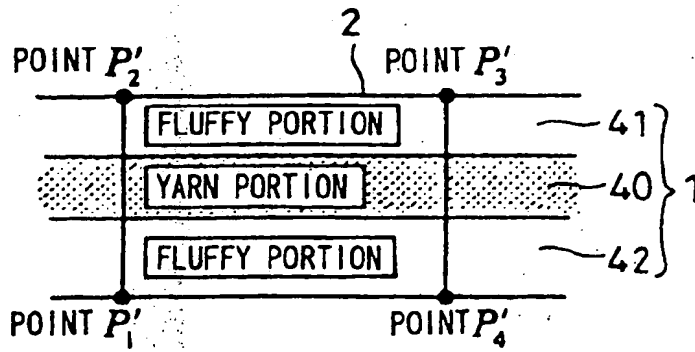 2
POINT P'2 POINT P'3
FLUFFY PORTION 41
YARN PORTION 40 1
FLUFFY PORTION 42
POINT P'1 POINT P'4